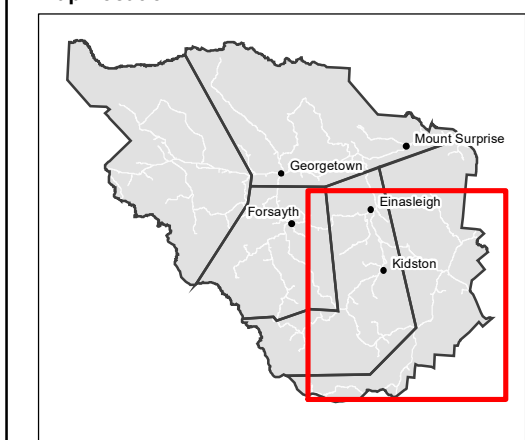 Mount Surprise
Georgetown
Einasleigh
Forsayth
Kidston